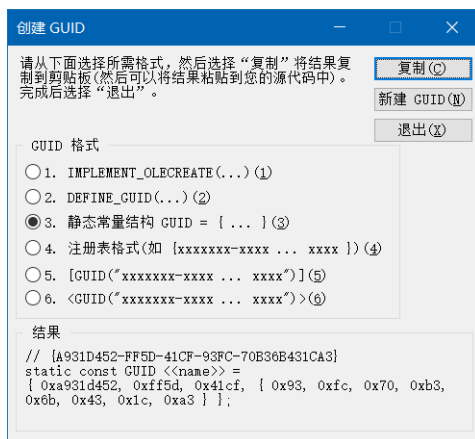 创建 GUID
请从下面选择所需格式，然后选择“复制”将结果复
制到剪贴板(然后可以将结果粘贴到您的源代码中)。
完成后选择“退出”。
复制(C)
新建 GUID(N)
退出(X)
GUID 格式
1. IMPLEMENT_OLECREATE(...)(1)
2. DEFINE_GUID(...)(2)
3. 静态常量结构 GUID = { ... }(3)
4. 注册表格式(如 {xxxxxxx-xxxx ... xxxx })(4)
5. [GUID("xxxxxxx-xxxx ... xxxx")](5)
6. <GUID("xxxxxxx-xxxx ... xxxx")>(6)
结果
// {A931D452-FF5D-41CF-93FC-70B36B431CA3}
static const GUID <<name>> =
{ 0xa931d452, 0xff5d, 0x41cf, { 0x93, 0xfc, 0x70, 0xb3,
0x6b, 0x43, 0x1c, 0xa3 } };